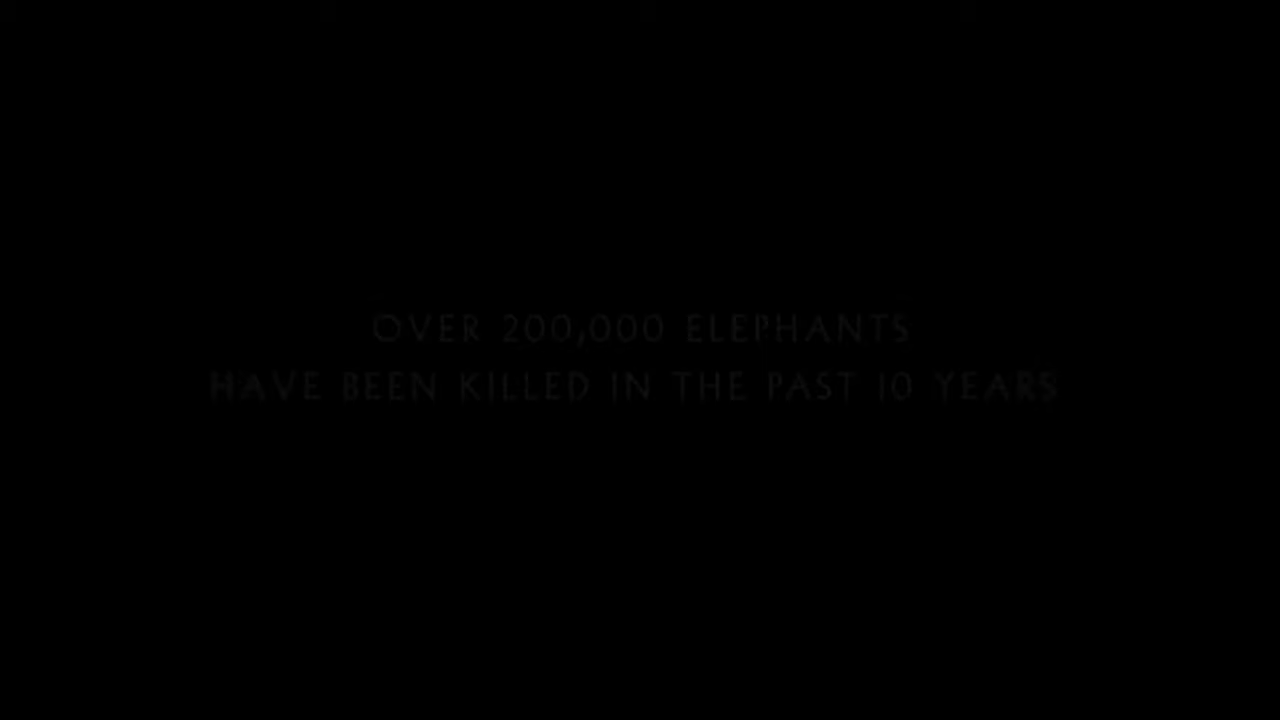 OVER 200,000 ELEPHANTS
HAVE BEEN KILLED IN THE PAST 10 YEARS